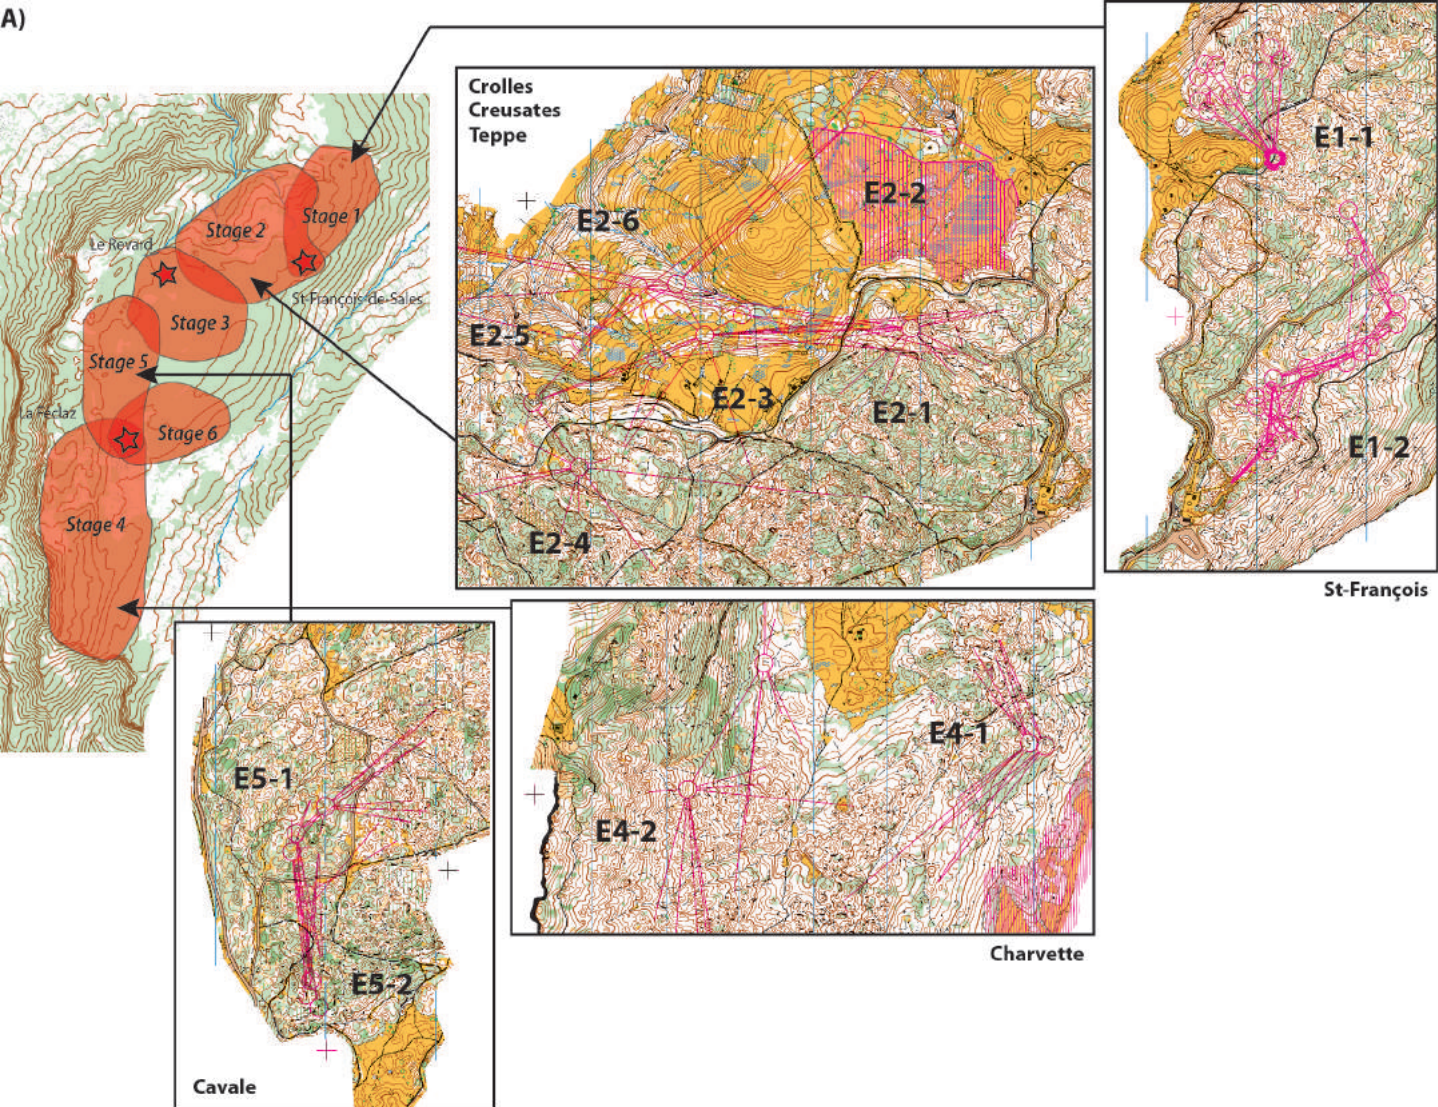 A)
Le Revard
Stage 1
Stage 2
St-François-de-Sales
Stage 3
Stage 5
La Féclaz
Stage 6
Stage 4
Crolles
Creusates
Teppe
E2-2
E2-6
E2-5
E2-3
E2-1
E2-4
E1-1
E1-2
St-François
E5-1
E5-2
Cavale
E4-1
E4-2
Charvette